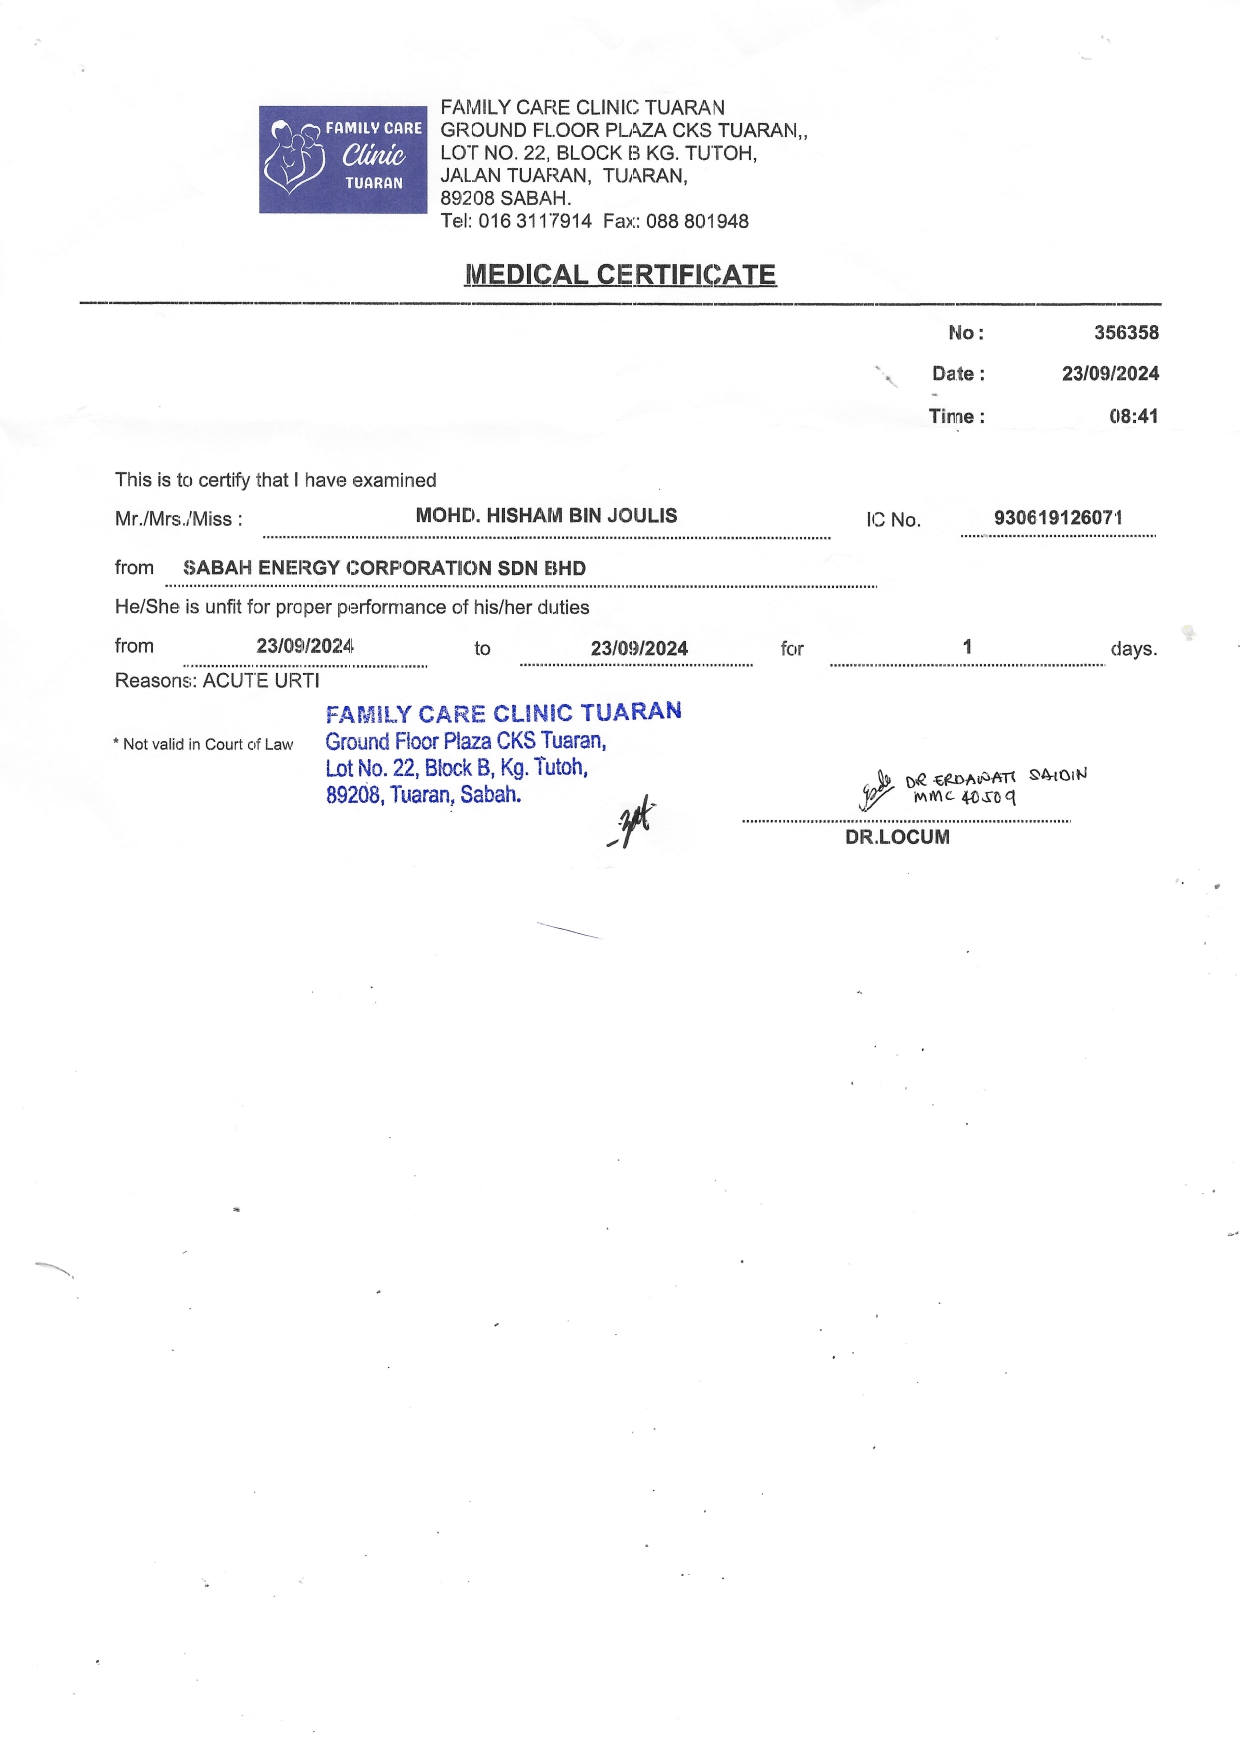 FAMILY CARE
Clinic
TUARAN
FAMILY CARE CLINIC TUARAN
GROUND FLOOR PLAZA CKS TUARAN,,
LOT NO. 22, BLOCK B KG. TUTOH,
JALAN TUARAN, TUARAN,
89208 SABAH.
Tel: 016 3117914 Fax:: 088 801948
MEDICAL CERTIFICATE
No : 356358
Date : 23/09/2024
Time : 08:41
This is to certify that I have examined
Mr./Mrs./Miss : MOHD. HISHAM BIN JOULIS IC No. 930619126071
from SABAH ENERGY CORPORATION SDN BHD
He/She is unfit for proper performance of his/her duties
from 23/09/2024 to 23/09/2024 for 1 days.
Reasons: ACUTE URTI
FAMILY CARE CLINIC TUARAN
* Not valid in Court of Law Ground Floor Plaza CKS Tuaran,
Lot No. 22, Block B, Kg. Tutoh,
89208, Tuaran, Sabah.
DR ERDAWATI SAIDIN
MMC 40509
DR.LOCUM